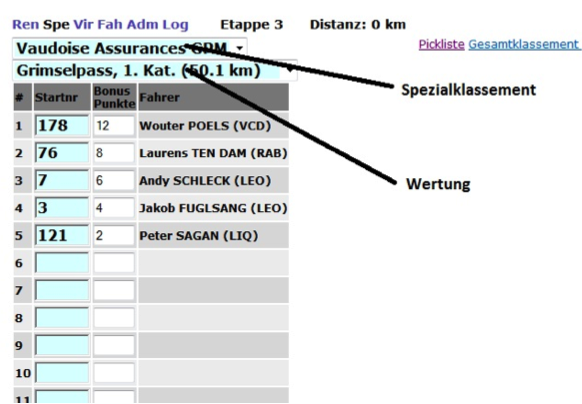 Ren Spe Vir Fah Adm Log Etappe 3 Distanz: 0 km
Vaudoise Assurances GPM
Pickliste Gesamtklassement
Grimselpass, 1. Kat. (50.1 km)
Spezialklassement
# Startnr Bonus Punkte Fahrer
1 178 12 Wouter POELS (VCD)
2 76 8 Laurens TEN DAM (RAB)
3 7 6 Andy SCHLECK (LEO)
Wertung
4 3 4 Jakob FUGLSANG (LEO)
5 121 2 Peter SAGAN (LIQ)
6
7
8
9
10
11